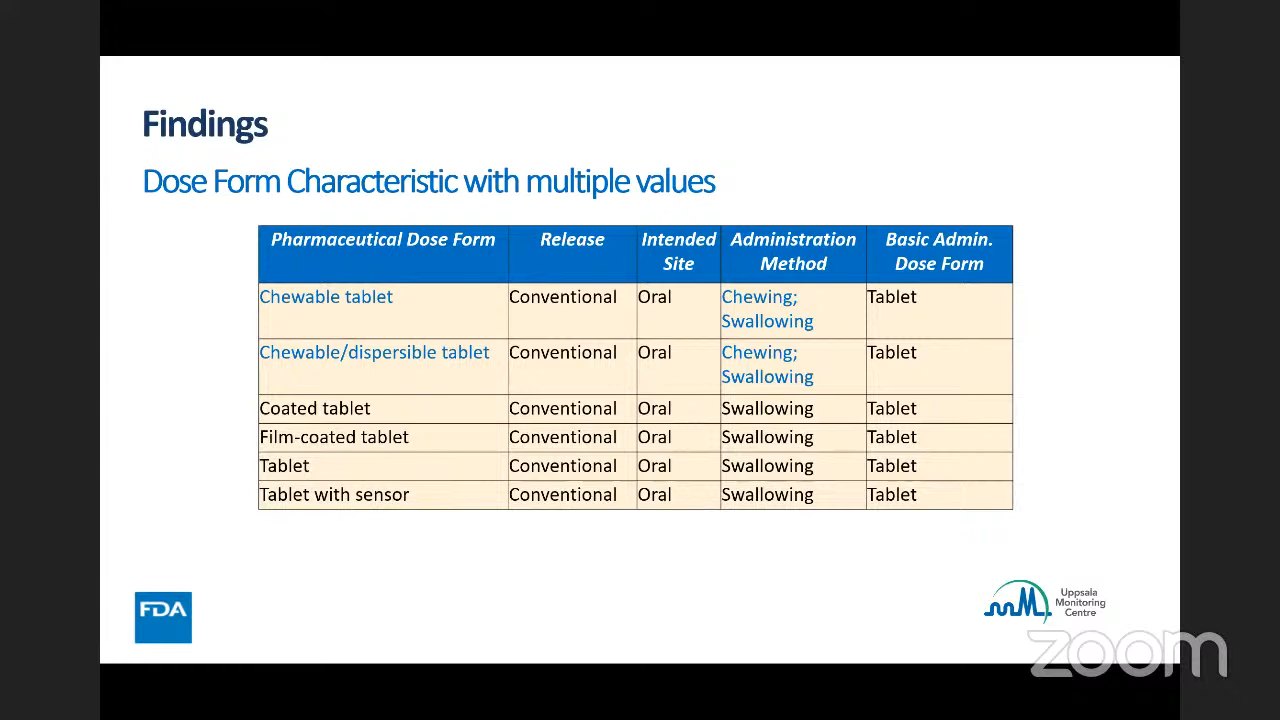 Findings
Dose Form Characteristic with multiple values
Pharmaceutical Dose Form Release Intended Site Administration Method Basic Admin. Dose Form
Chewable tablet Conventional Oral Chewing; Swallowing Tablet
Chewable/dispersible tablet Conventional Oral Chewing; Swallowing Tablet
Coated tablet Conventional Oral Swallowing Tablet
Film-coated tablet Conventional Oral Swallowing Tablet
Tablet Conventional Oral Swallowing Tablet
Tablet with sensor Conventional Oral Swallowing Tablet
FDA
Uppsala
Monitoring
Centre
zoom